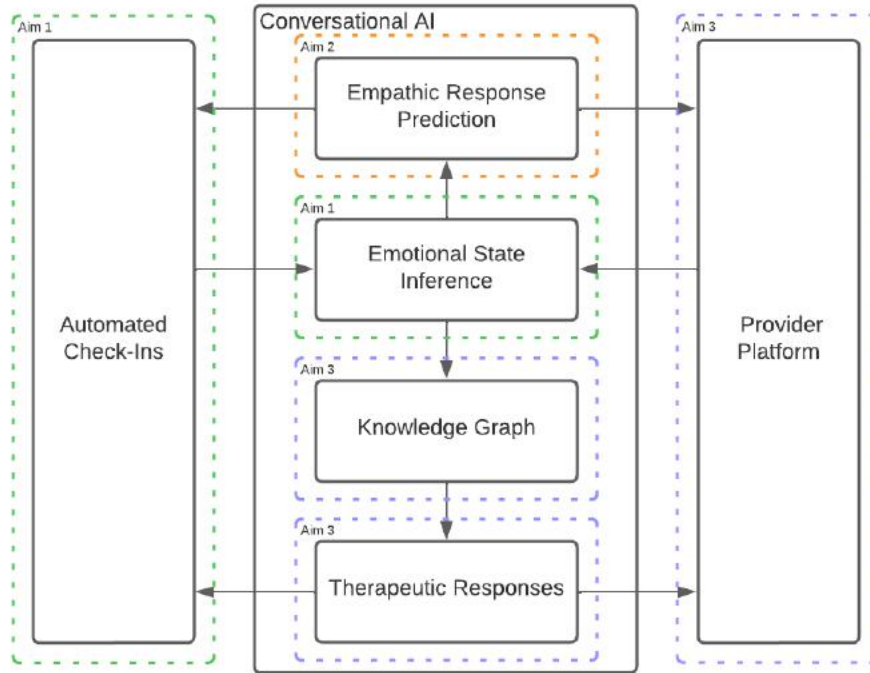 Conversational AI
Aim 1
Automated
Check-Ins
Aim 2
Empathic Response
Prediction
Aim 1
Emotional State
Inference
Aim 3
Knowledge Graph
Aim 3
Therapeutic Responses
Aim 3
Provider
Platform